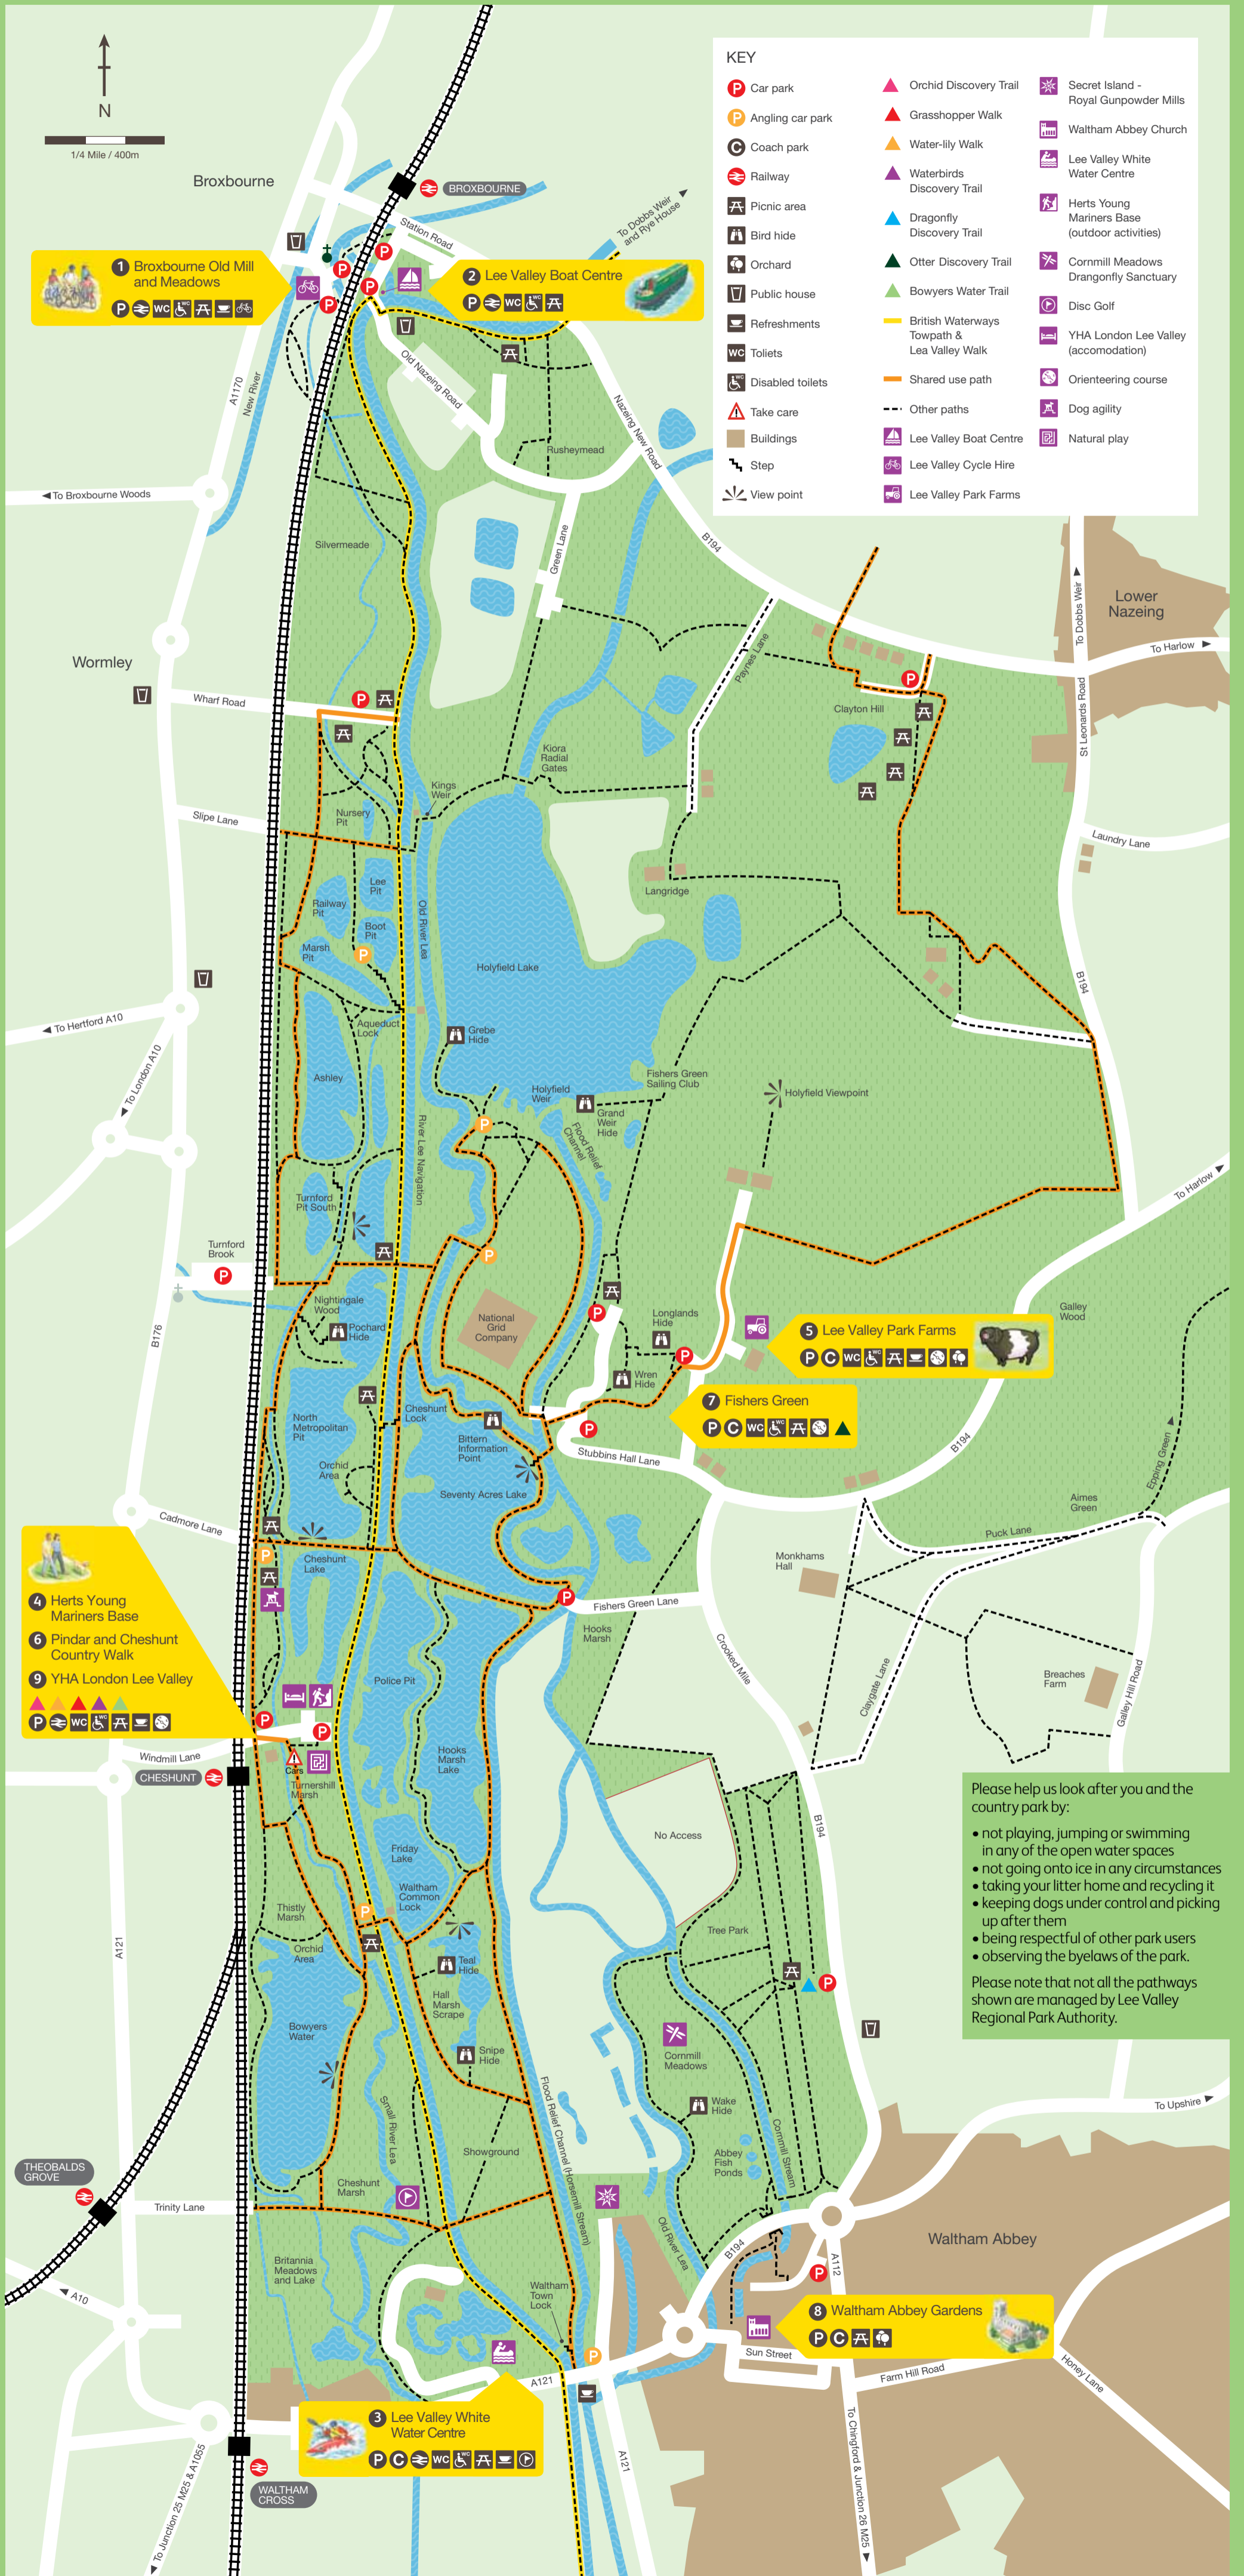 N
1/4 Mile / 400m
KEY
P Car park
P Angling car park
C Coach park
Railway
Picnic area
Bird hide
Orchard
Public house
Refreshments
WC Toliets
WC Disabled toilets
Take care
Buildings
Step
View point
Orchid Discovery Trail
Grasshopper Walk
Water-lily Walk
Waterbirds
Discovery Trail
Dragonfly
Discovery Trail
Otter Discovery Trail
Bowyers Water Trail
British Waterways
Towpath &
Lea Valley Walk
Shared use path
Other paths
Lee Valley Boat Centre
Lee Valley Cycle Hire
Lee Valley Park Farms
Secret Island -
Royal Gunpowder Mills
Waltham Abbey Church
Lee Valley White
Water Centre
Herts Young
Mariners Base
(outdoor activities)
Cornmill Meadows
Drangonfly Sanctuary
Disc Golf
YHA London Lee Valley
(accomodation)
Orienteering course
Dog agility
Natural play
Broxbourne
BROXBOURNE
Station Road
To Dobbs Weir
and Rye House
1 Broxbourne Old Mill
and Meadows
P WC WC
2 Lee Valley Boat Centre
P WC WC
A1170
New River
Old Nazeing Road
Nazeing New Road
Rusheymead
To Broxbourne Woods
Silvermeade
Green Lane
B194
Lower
Nazeing
To Dobbs Weir
To Harlow
St Leonards Road
Paynes Lane
Wormley
Wharf Road
Clayton Hill
Kiora
Radial
Gates
Kings
Weir
Nursery
Pit
Slipe Lane
Laundry Lane
Langridge
Lee
Pit
Railway
Pit
Boot
Pit
Marsh
Pit
Old River Lea
Holyfield Lake
B194
To Hertford A10
Aqueduct
Lock
Grebe
Hide
To London A10
Ashley
Fishers Green
Sailing Club
Holyfield
Weir
Holyfield Viewpoint
Grand
Weir
Hide
Flood Relief
Channel
River Lee Navigation
Turnford
Pit South
To Harlow
Turnford
Brook
Nightingale
Wood
Pochard
Hide
National
Grid
Company
Longlands
Hide
Galley
Wood
B176
5 Lee Valley Park Farms
P C WC WC
Wren
Hide
7 Fishers Green
P C WC WC
Cheshunt
Lock
North
Metropolitan
Pit
Bittern
Information
Point
Stubbins Hall Lane
B194
Epping Green
Orchid
Area
Seventy Acres Lake
Aimes
Green
Cadmore Lane
Puck Lane
Cheshunt
Lake
Monkhams
Hall
4 Herts Young
Mariners Base
6 Pindar and Cheshunt
Country Walk
9 YHA London Lee Valley
P WC WC
Fishers Green Lane
Hooks
Marsh
Crooked Mile
Claygate Lane
Breaches
Farm
Galley Hill Road
Police Pit
Windmill Lane
CHESHUNT
Cars
Turnershill
Marsh
Hooks
Marsh
Lake
Please help us look after you and the
country park by:
• not playing, jumping or swimming
in any of the open water spaces
• not going onto ice in any circumstances
• taking your litter home and recycling it
• keeping dogs under control and picking
up after them
• being respectful of other park users
• observing the byelaws of the park.
Please note that not all the pathways
shown are managed by Lee Valley
Regional Park Authority.
No Access
B194
Friday
Lake
Waltham
Common
Lock
Thistly
Marsh
Tree Park
A121
Orchid
Area
Teal
Hide
Hall
Marsh
Scrape
Bowyers
Water
Snipe
Hide
Cornmill
Meadows
Wake
Hide
To Upshire
Small River Lea
Flood Relief Channel (Horsemill Stream)
Showground
Abbey
Fish
Ponds
Cornmill Stream
THEOBALDS
GROVE
Trinity Lane
Cheshunt
Marsh
Old River Lea
B194
Waltham Abbey
A112
Britannia
Meadows
and Lake
A10
Waltham
Town
Lock
8 Waltham Abbey Gardens
P C
Sun Street
Farm Hill Road
Honey Lane
A121
3 Lee Valley White
Water Centre
P C WC WC
A121
To Chingford & Junction 26 M25
To Junction 25 M25 & A1055
WALTHAM
CROSS